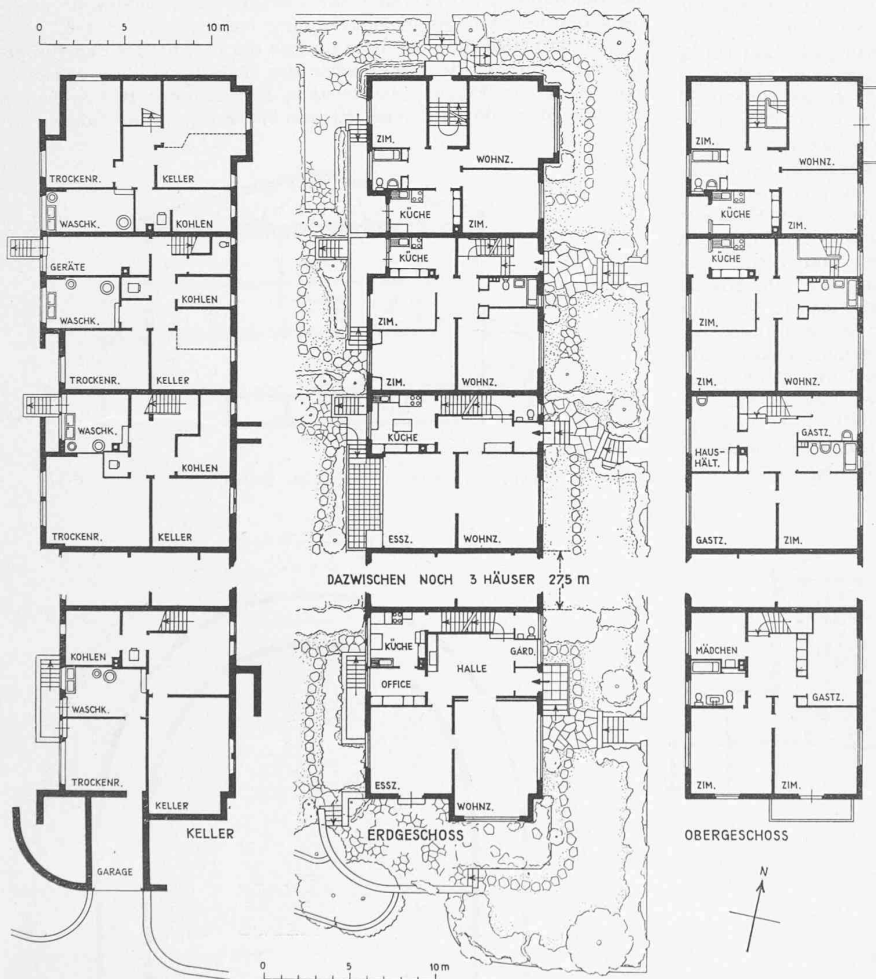 0 5 10 m
TROCKENR.
KELLER
WASCHK.
KOHLEN
GERÄTE
KOHLEN
WASCHK.
TROCKENR.
KELLER
WASCHK.
KOHLEN
TROCKENR.
KELLER
KOHLEN
WASCHK.
TROCKENR.
KELLER
KELLER
GARAGE
ZIM.
WOHNZ.
KÜCHE
ZIM.
KÜCHE
ZIM.
ZIM.
WOHNZ.
KÜCHE
ESSZ.
WOHNZ.
DAZWISCHEN NOCH 3 HÄUSER 27,5 m
KÜCHE
GARD.
HALLE
OFFICE
ESSZ.
WOHNZ.
ERDGESCHOSS
ZIM.
WOHNZ.
KÜCHE
ZIM.
KÜCHE
ZIM.
ZIM.
WOHNZ.
GASTZ.
HAUS-
HÄLT.
GASTZ.
ZIM.
MÄDCHEN
GASTZ.
ZIM.
ZIM.
OBERGESCHOSS
N
0 5 10 m